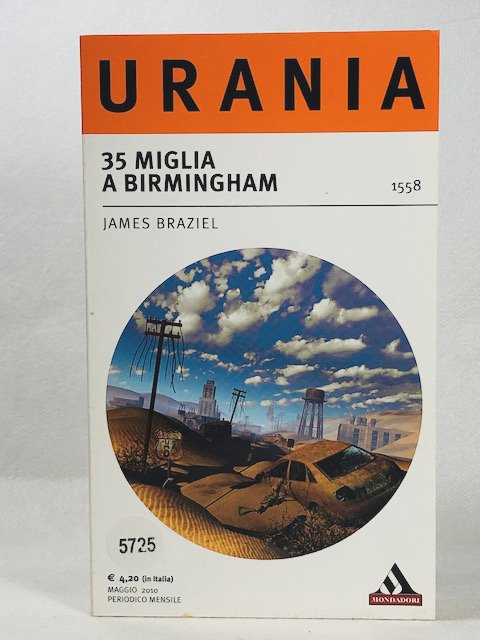 URANIA
35 MIGLIA
A BIRMINGHAM
1558
JAMES BRAZIEL
5725
€ 4,20 (in Italia)
MAGGIO 2010
PERIODICO MENSILE
MONDADORI